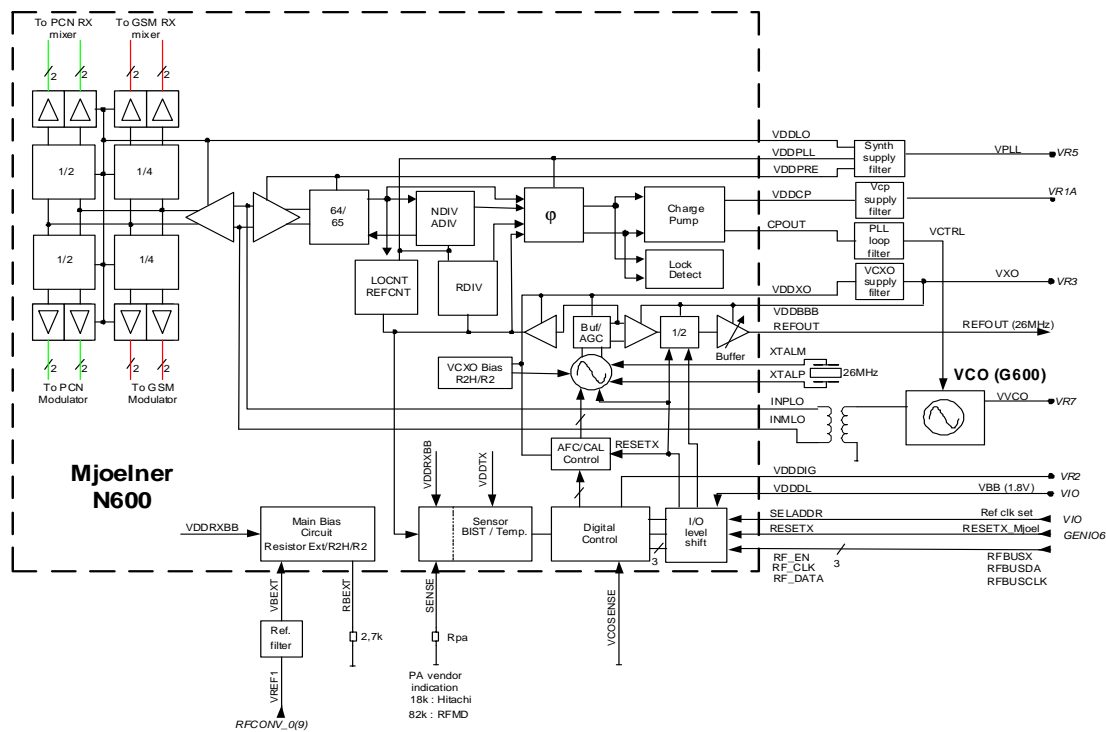 To PCN RX
mixer
To GSM RX
mixer
2
2
2
2
1/2
1/4
1/2
1/4
2
2
2
2
To PCN
Modulator
To GSM
Modulator
64/
65
NDIV
ADIV
φ
Charge
Pump
Lock
Detect
LOCNT
REFCNT
RDIV
VDDLO
VDDPLL
VDDPRE
Synth
supply
filter
VPLL
VR5
VDDCP
Vcp
supply
filter
VR1A
CPOUT
PLL
loop
filter
VCTRL
VDDXO
VCXO
supply
filter
VXO
VR3
VDDBBB
REFOUT
REFOUT (26MHz)
Buf/
AGC
1/2
Buffer
VCXO Bias
R2H/R2
XTALM
XTALP
26MHz
VCO (G600)
INPLO
INMLO
VVCO
VR7
AFC/CAL
Control
RESETX
Mjoelner
N600
VDDRXBB
VDDTX
VDDDIG
VR2
VDDDL
VBB (1.8V)
VIO
SELADDR
Ref clk set
VIO
RESETX
RESETX_Mjoel
GENIO6
RF_EN
RF_CLK
RF_DATA
3
RFBUSX
RFBUSDA
RFBUSCLK
VDDRXBB
Main Bias
Circuit
Resistor Ext/R2H/R2
Sensor
BIST / Temp.
Digital
Control
3
I/O
level
shift
VBEXT
RBEXT
SENSE
VCOSENSE
Ref.
filter
2,7k
Rpa
VREF1
RFCONV_0(9)
PA vendor
indication
18k : Hitachi
82k : RFMD